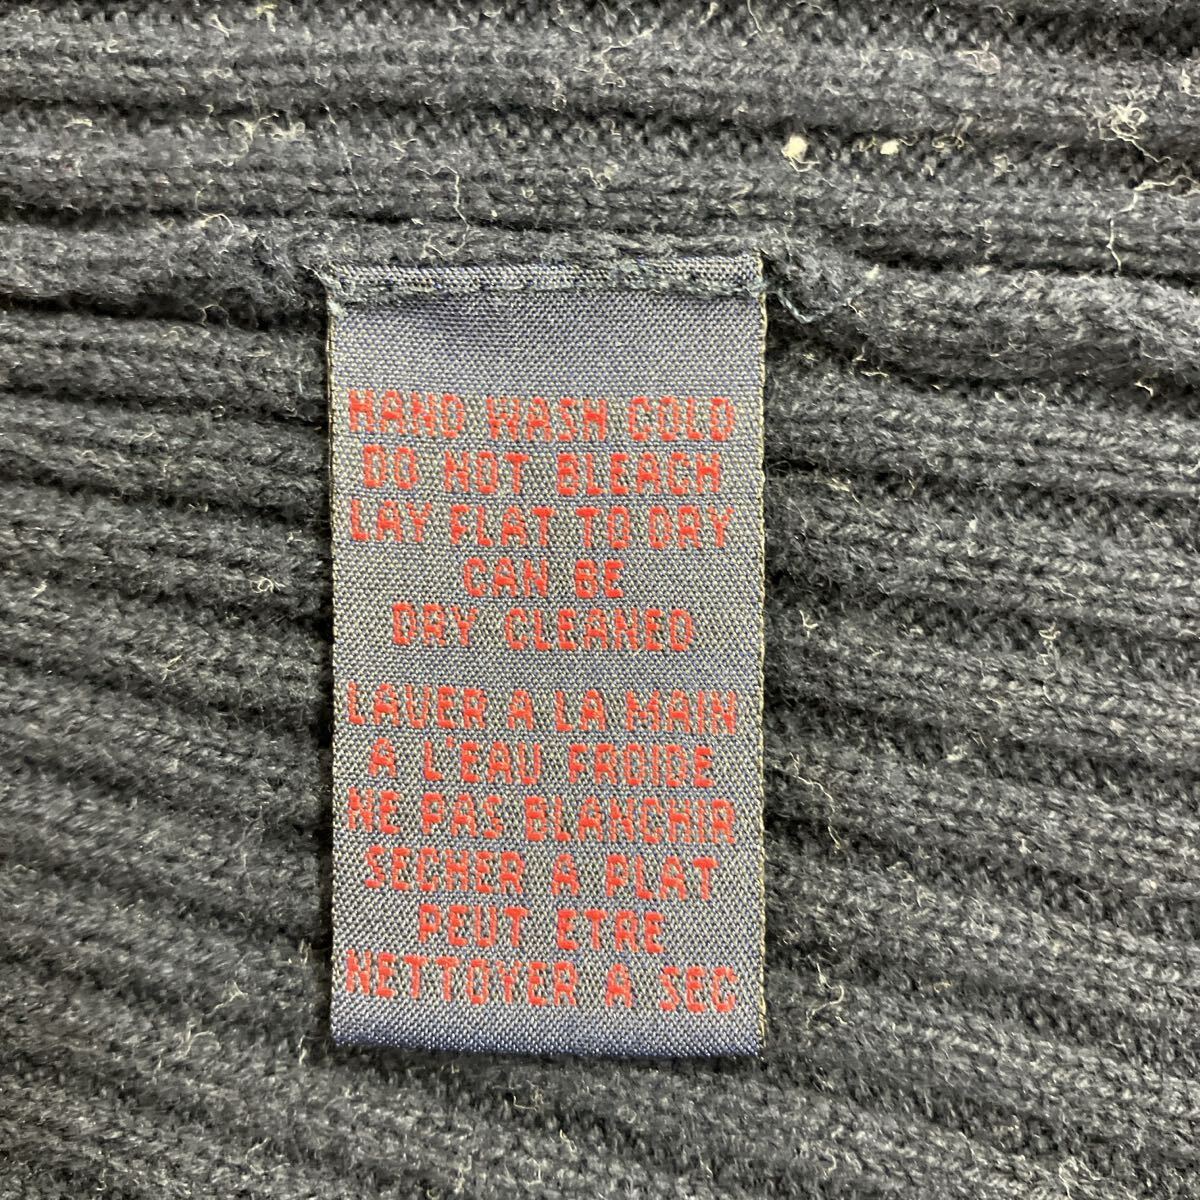 HAND WASH COLD
DO NOT BLEACH
LAY FLAT TO DRY
CAN BE
DRY CLEANED
LAVER A LA MAIN
A L'EAU FROIDE
NE PAS BLANCHIR
SECHER A PLAT
PEUT ETRE
NETTOYER A SEC